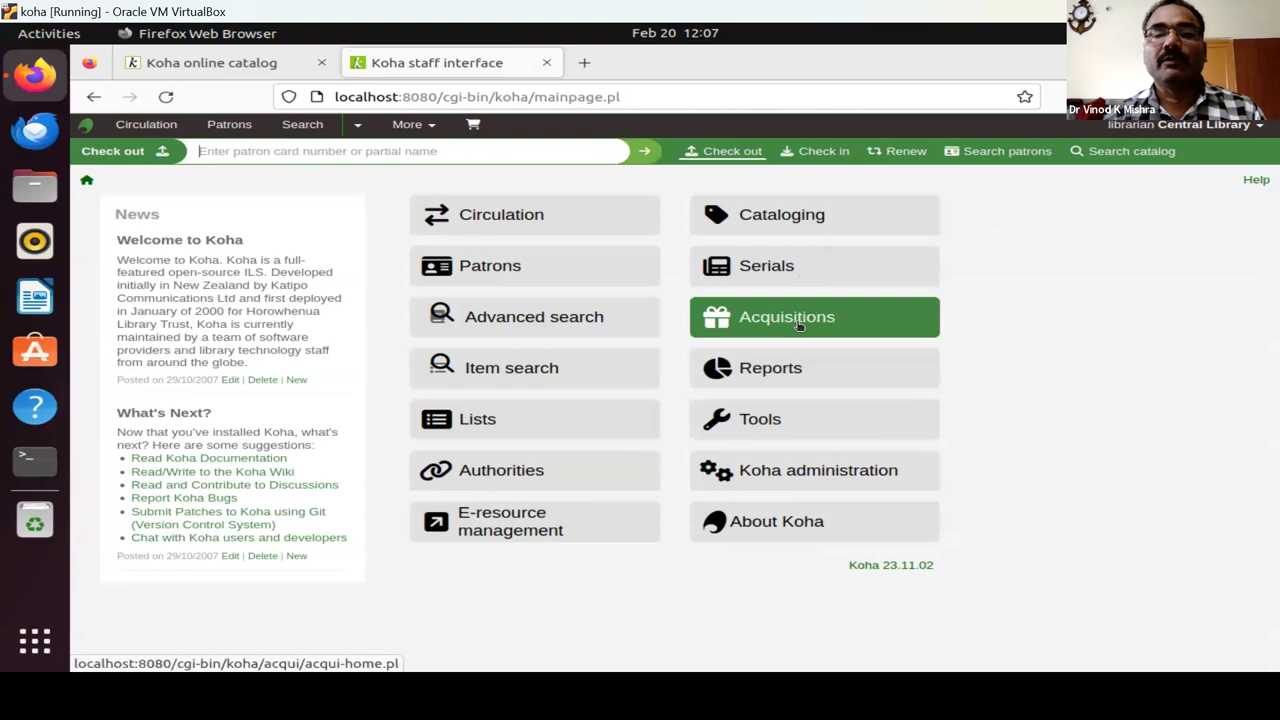 koha [Running] - Oracle VM VirtualBox
Activities
Firefox Web Browser
Feb 20 12:07
Dr Vinod K Mishra
Koha online catalog
Koha staff interface
localhost:8080/cgi-bin/koha/mainpage.pl
Circulation
Patrons
Search
More
librarian Central Library
Check out
Enter patron card number or partial name
Check out
Check in
Renew
Search patrons
Search catalog
Help
News
Welcome to Koha
Welcome to Koha. Koha is a full-
featured open-source ILS. Developed
initially in New Zealand by Katipo
Communications Ltd and first deployed
in January of 2000 for Horowhenua
Library Trust, Koha is currently
maintained by a team of software
providers and library technology staff
from around the globe.
Posted on 29/10/2007 Edit | Delete | New
What's Next?
Now that you've installed Koha, what's
next? Here are some suggestions:
Read Koha Documentation
Read/Write to the Koha Wiki
Read and Contribute to Discussions
Report Koha Bugs
Submit Patches to Koha using Git
(Version Control System)
Chat with Koha users and developers
Posted on 29/10/2007 Edit | Delete | New
Circulation
Patrons
Advanced search
Item search
Lists
Authorities
E-resource
management
Cataloging
Serials
Acquisitions
Reports
Tools
Koha administration
About Koha
Koha 23.11.02
localhost:8080/cgi-bin/koha/acqui/acqui-home.pl